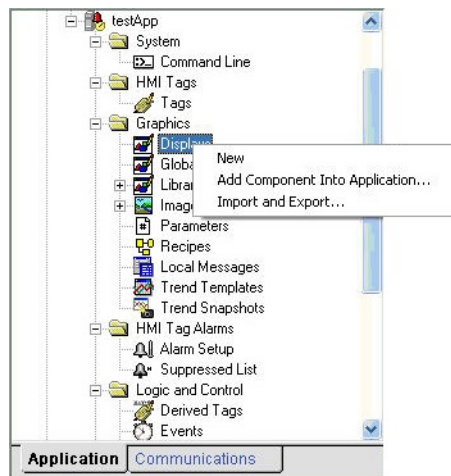 testApp
System
Command Line
HMI Tags
Tags
Graphics
Displays
New
Add Component Into Application...
Import and Export...
Parameters
Recipes
Local Messages
Trend Templates
Trend Snapshots
HMI Tag Alarms
Alarm Setup
Suppressed List
Logic and Control
Derived Tags
Events
Application
Communications